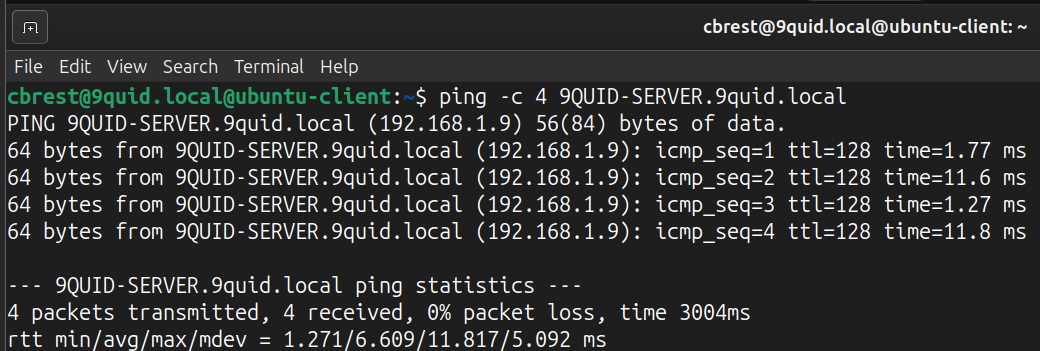 cbrest@9quid.local@ubuntu-client: ~
File Edit View Search Terminal Help
cbrest@9quid.local@ubuntu-client:~$ ping -c 4 9QUID-SERVER.9quid.local
PING 9QUID-SERVER.9quid.local (192.168.1.9) 56(84) bytes of data.
64 bytes from 9QUID-SERVER.9quid.local (192.168.1.9): icmp_seq=1 ttl=128 time=1.77 ms
64 bytes from 9QUID-SERVER.9quid.local (192.168.1.9): icmp_seq=2 ttl=128 time=11.6 ms
64 bytes from 9QUID-SERVER.9quid.local (192.168.1.9): icmp_seq=3 ttl=128 time=1.27 ms
64 bytes from 9QUID-SERVER.9quid.local (192.168.1.9): icmp_seq=4 ttl=128 time=11.8 ms
--- 9QUID-SERVER.9quid.local ping statistics ---
4 packets transmitted, 4 received, 0% packet loss, time 3004ms
rtt min/avg/max/mdev = 1.271/6.609/11.817/5.092 ms